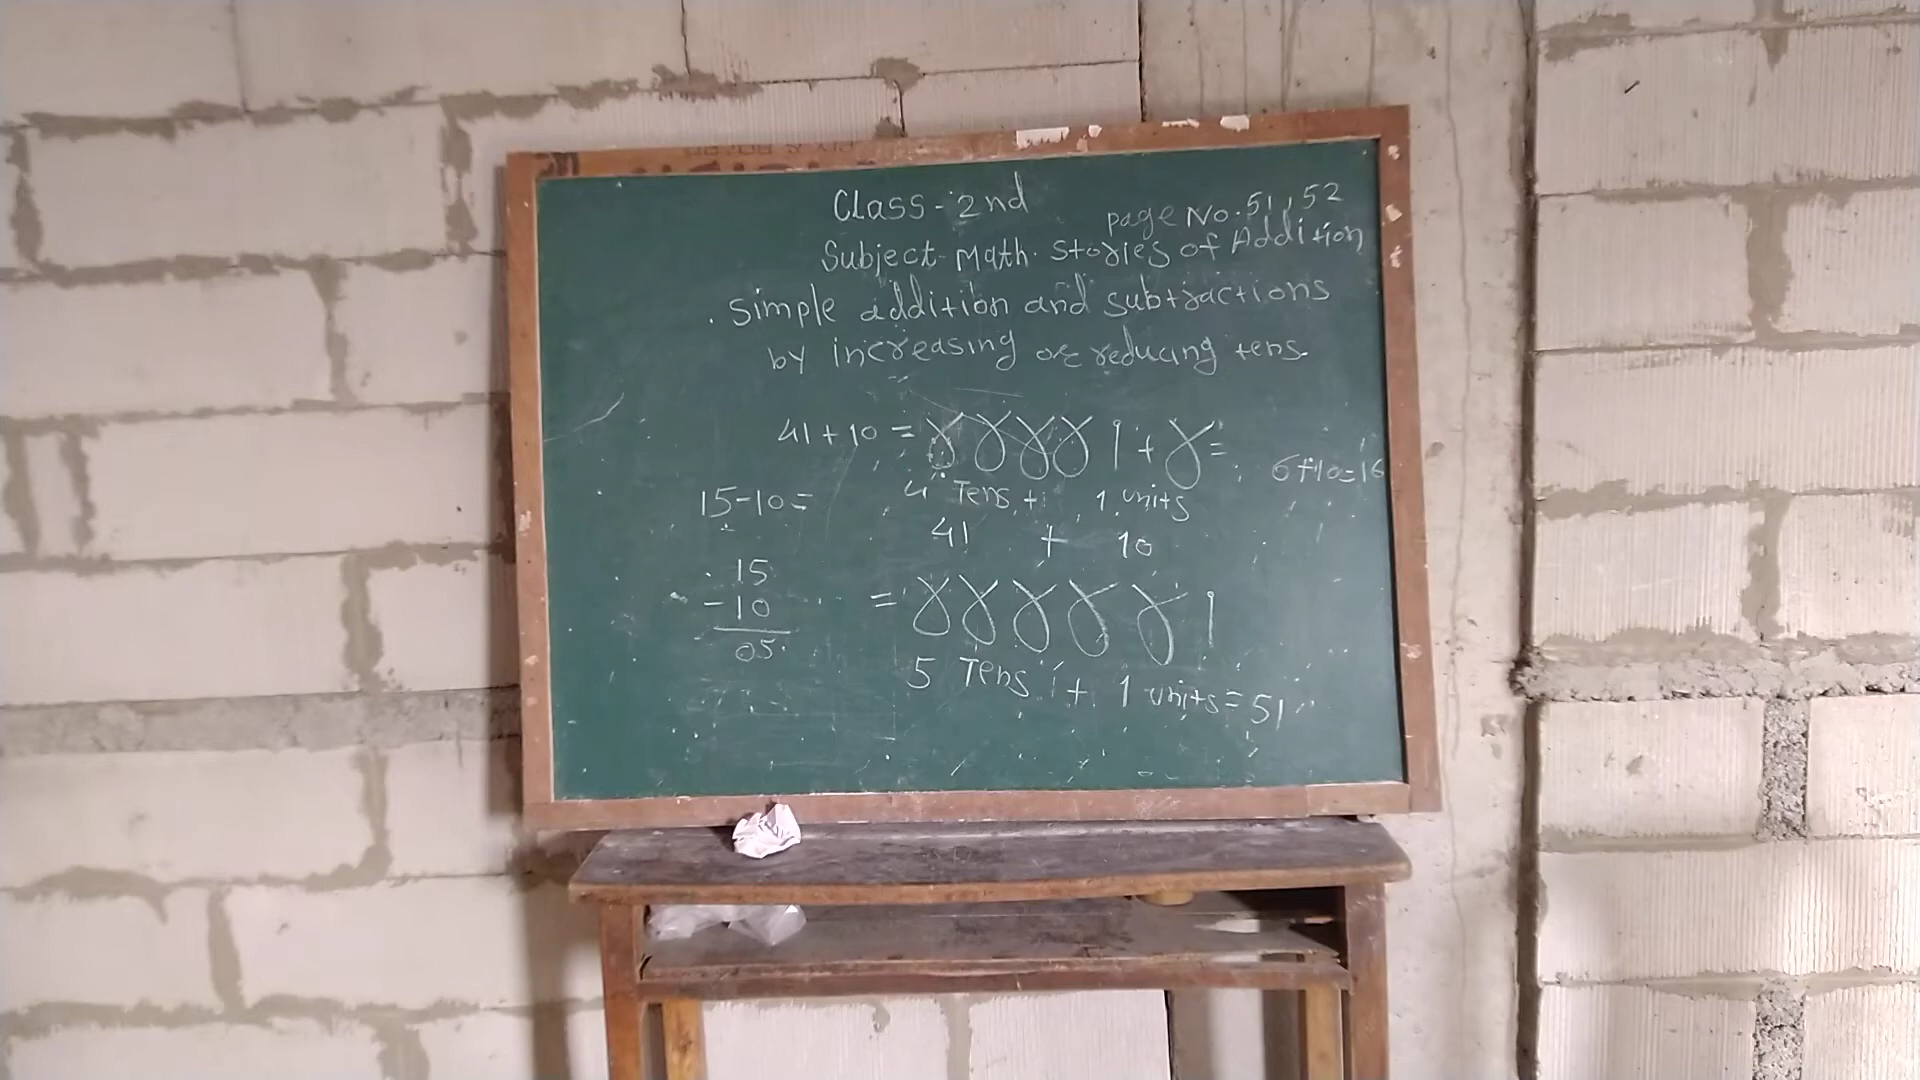 Class - 2nd
page No. 51, 52
Subject - Math. Stories of Addition
. Simple addition and subtractions
by increasing or reducing tens.
41 + 10 = | + =
6+10=16
4 Tens + 1 units
15-10=
41 + 10
15
-10
05
= |
5 Tens + 1 units = 51